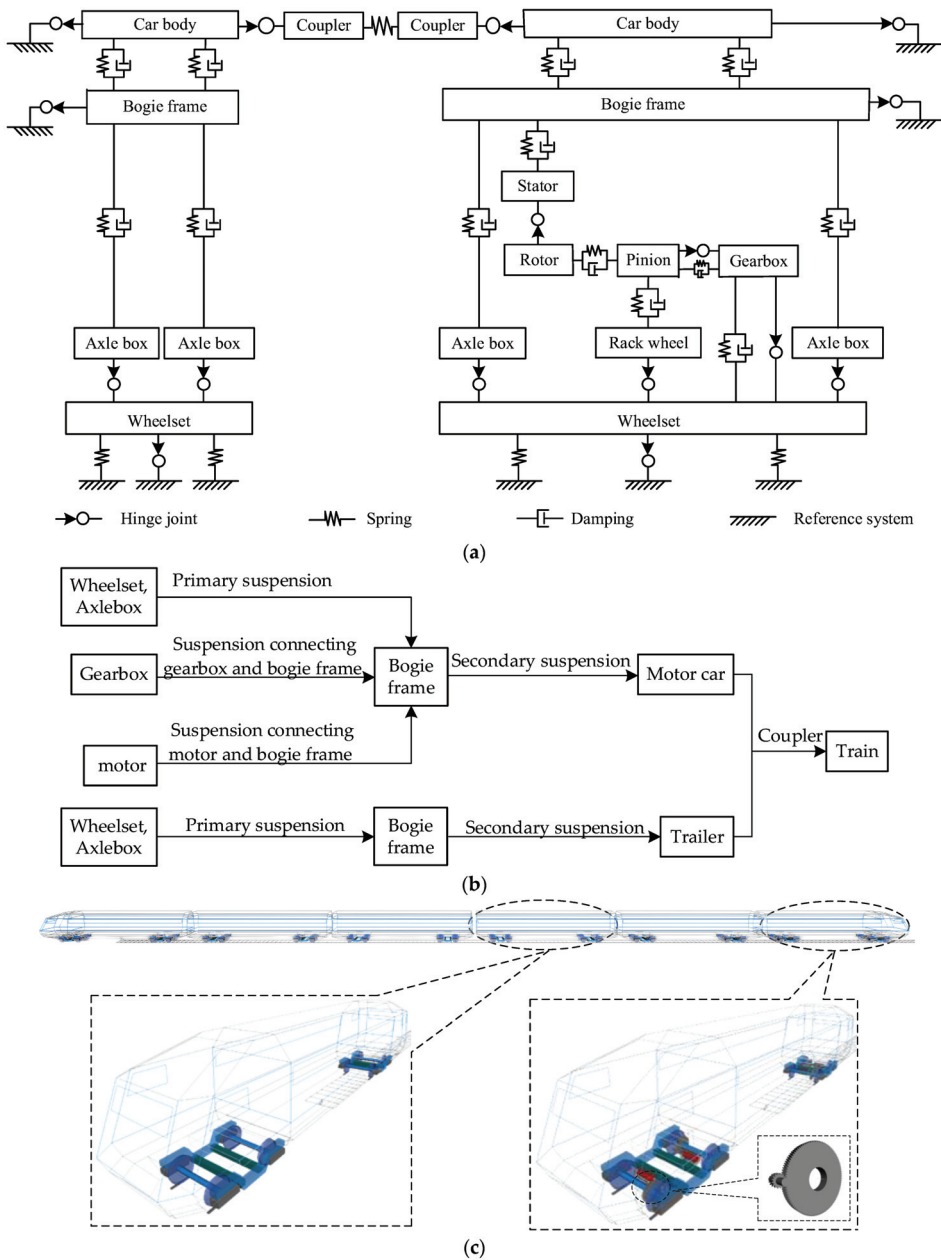 Car body
Coupler
Coupler
Car body
Bogie frame
Bogie frame
Stator
Rotor
Pinion
Gearbox
Axle box
Axle box
Axle box
Rack wheel
Axle box
Wheelset
Wheelset
Hinge joint
Spring
Damping
Reference system
(a)
Wheelset,
Axlebox
Primary suspension
Gearbox
Suspension connecting
gearbox and bogie frame
Bogie
frame
Secondary suspension
Motor car
motor
Suspension connecting
motor and bogie frame
Coupler
Train
Wheelset,
Axlebox
Primary suspension
Bogie
frame
Secondary suspension
Trailer
(b)
(c)